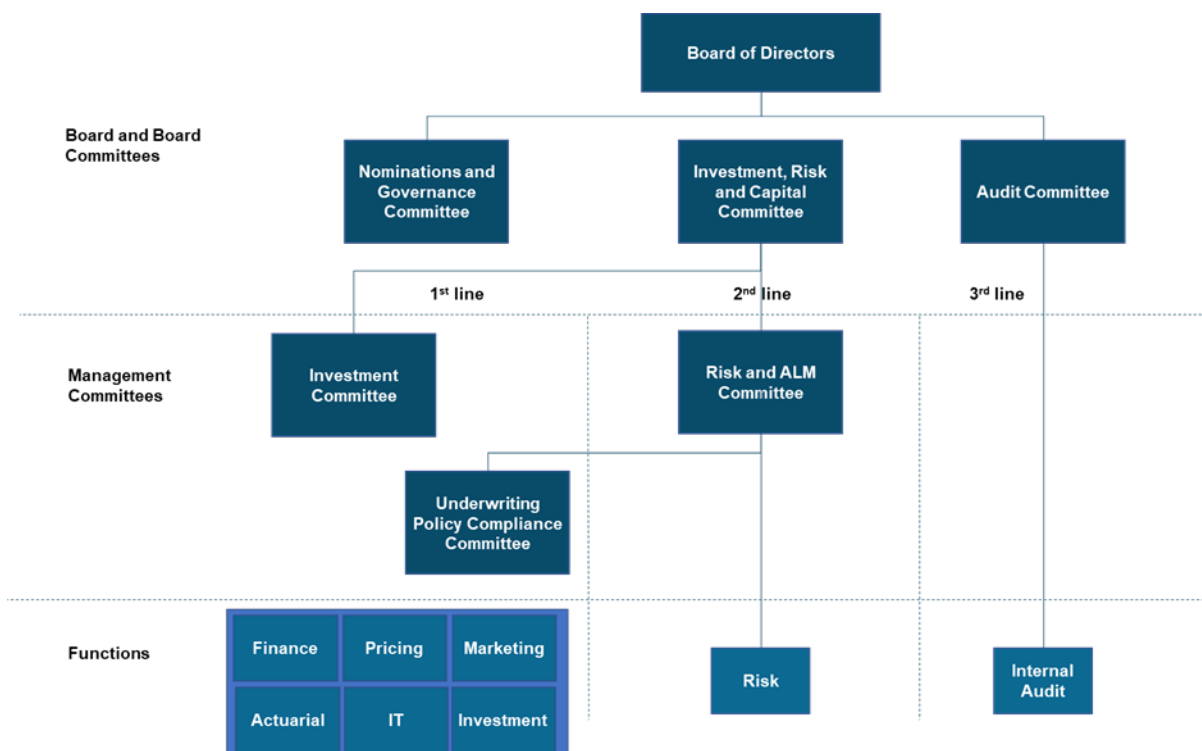 Board of Directors
Board and Board
Committees
Nominations and
Governance
Committee
Investment, Risk
and Capital
Committee
Audit Committee
1st line
2nd line
3rd line
Management
Committees
Investment
Committee
Risk and ALM
Committee
Underwriting
Policy Compliance
Committee
Functions
Finance
Pricing
Marketing
Actuarial
IT
Investment
Risk
Internal
Audit